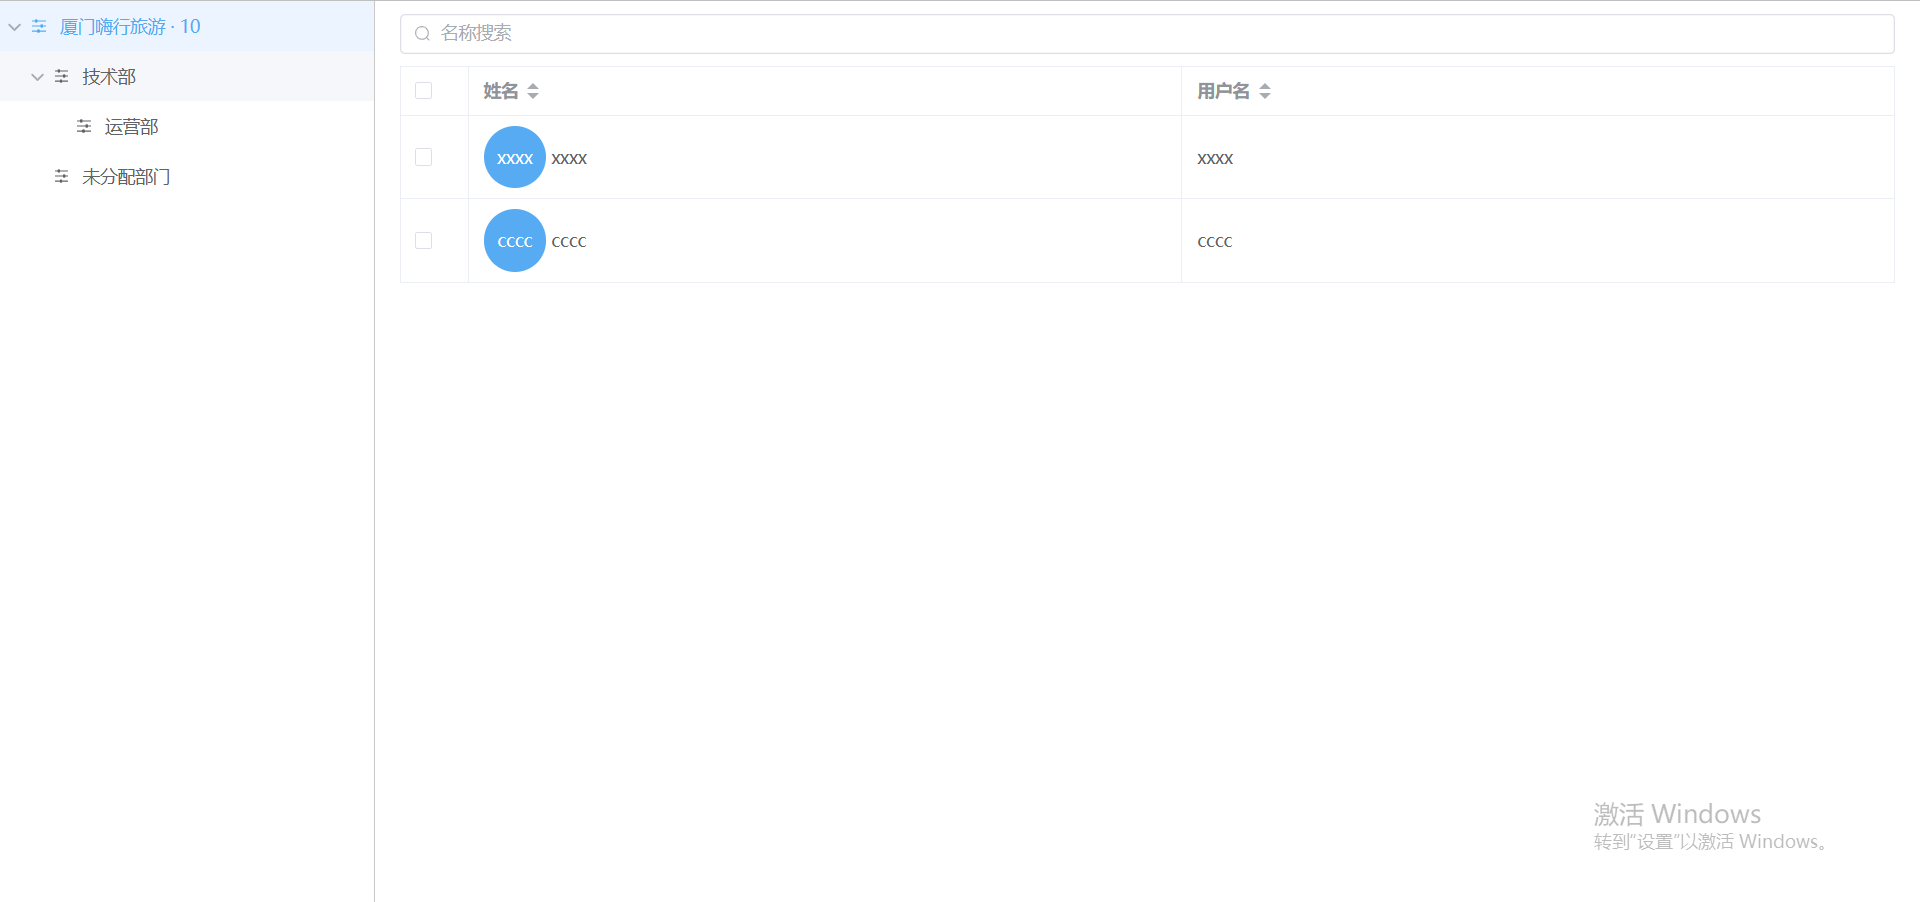 厦门嗨行旅游 · 10
技术部
运营部
未分配部门
名称搜索
姓名 用户名
xxxx xxxx xxxx
cccc cccc cccc
激活 Windows
转到“设置”以激活 Windows。